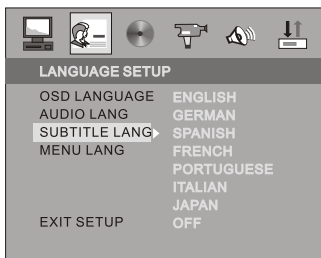 LANGUAGE SETUP
OSD LANGUAGE ENGLISH
AUDIO LANG GERMAN
SUBTITLE LANG SPANISH
MENU LANG FRENCH
PORTUGUESE
ITALIAN
JAPAN
EXIT SETUP OFF